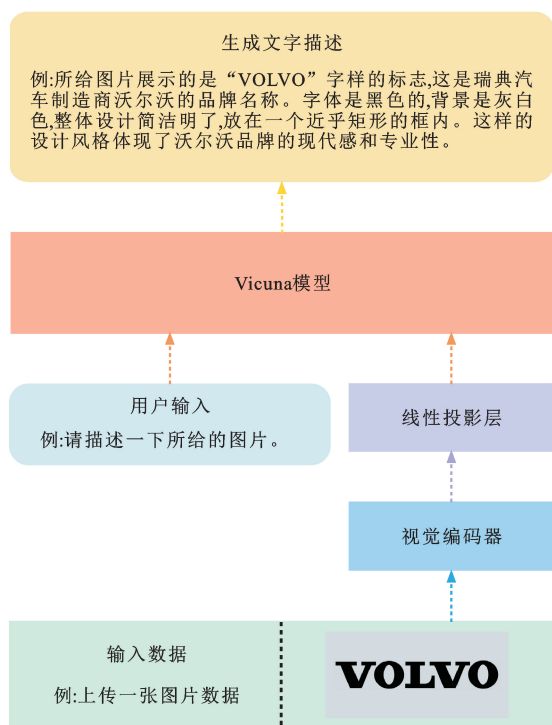 生成文字描述
例:所给图片展示的是“VOLVO”字样的标志,这是瑞典汽
车制造商沃尔沃的品牌名称。字体是黑色的,背景是灰白
色,整体设计简洁明了,放在一个近乎矩形的框内。这样的
设计风格体现了沃尔沃品牌的现代感和专业性。
Vicuna模型
用户输入
例:请描述一下所给的图片。
线性投影层
视觉编码器
输入数据
例:上传一张图片数据
VOLVO